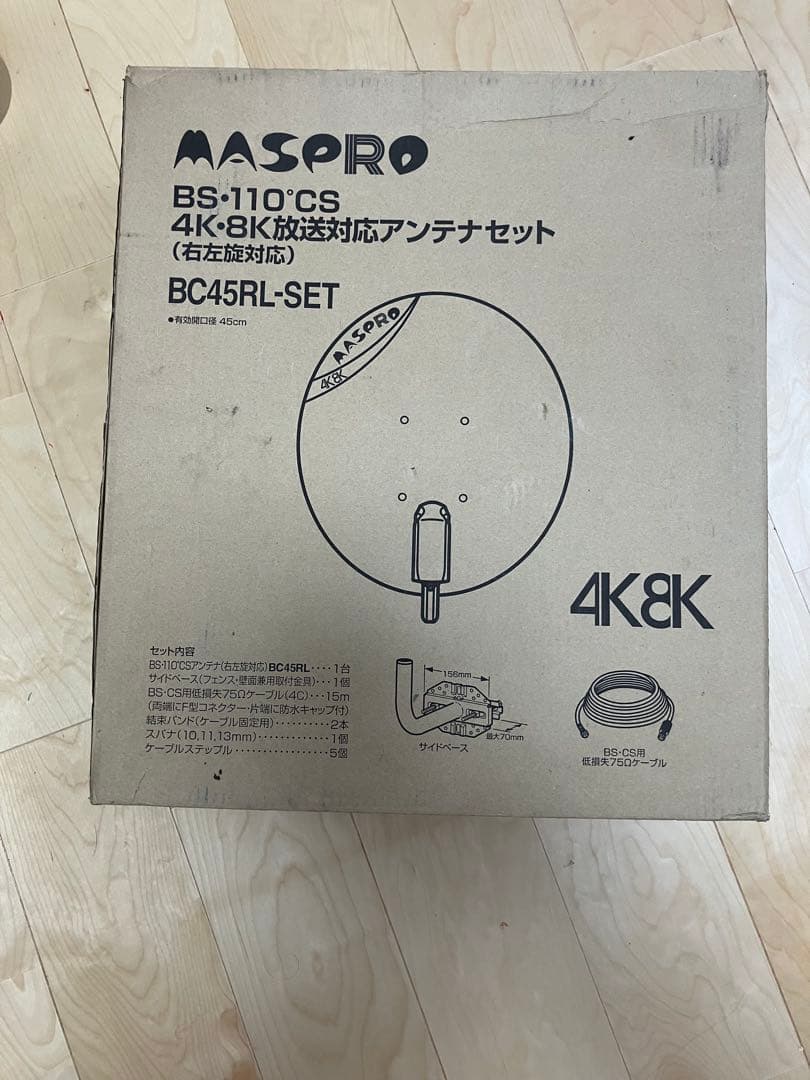 MASPRO
BS・110°CS
4K・8K放送対応アンテナセット
(右左旋対応)
BC45RL-SET
●有効開口径 45cm
MASPRO
4K8K
4K8K
セット内容
BS・110°CSアンテナ(右左旋対応)BC45RL‥‥1台
サイドベース(フェンス・壁面兼用取付金具)‥‥1個
BS・CS用低損失75Ωケーブル(4C)‥‥15m
(両端にF型コネクター・片端に防水キャップ付)
結束バンド(ケーブル固定用)‥‥‥‥‥2本
スパナ(10,11,13mm)‥‥‥‥‥‥1個
ケーブルステップル‥‥‥‥‥‥‥‥5個
156mm
最大70mm
サイドベース
BS・CS用
低損失75Ωケーブル